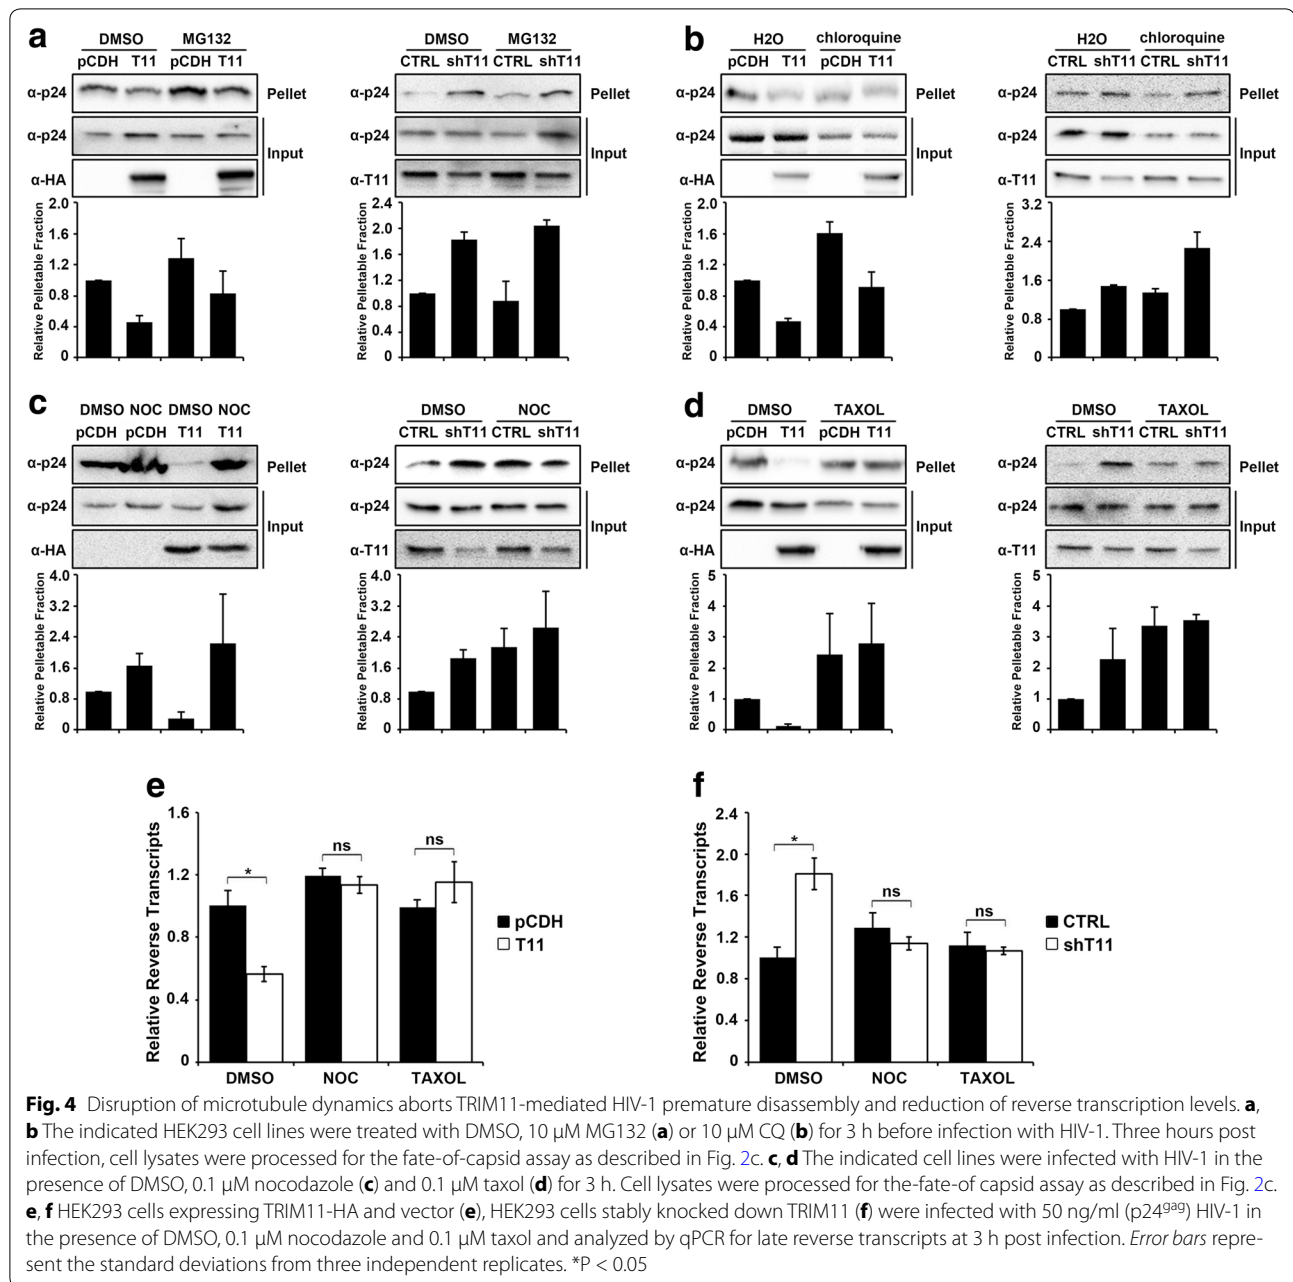 a
DMSO MG132
pCDH T11 pCDH T11
α-p24 Pellet
α-p24
Input
α-HA
Relative Pelletable Fraction
2.0
1.6
1.2
0.8
0.4
0
DMSO MG132
CTRL shT11 CTRL shT11
α-p24 Pellet
α-p24
Input
α-T11
Relative Pelletable Fraction
2.4
2.0
1.6
1.2
0.8
0.4
0
b
H2O chloroquine
pCDH T11 pCDH T11
α-p24 Pellet
α-p24
Input
α-HA
Relative Pelletable Fraction
2.0
1.6
1.2
0.8
0.4
0
H2O chloroquine
CTRL shT11 CTRL shT11
α-p24 Pellet
α-p24
Input
α-T11
Relative Pelletable Fraction
3.2
2.4
1.6
0.8
0
c
DMSO NOC DMSO NOC
pCDH pCDH T11 T11
α-p24 Pellet
α-p24
Input
α-HA
Relative Pelletable Fraction
4.0
3.2
2.4
1.6
0.8
0
DMSO NOC
CTRL shT11 CTRL shT11
α-p24 Pellet
α-p24
Input
α-T11
Relative Pelletable Fraction
4.0
3.2
2.4
1.6
0.8
0
d
DMSO TAXOL
pCDH T11 pCDH T11
α-p24 Pellet
α-p24
Input
α-HA
Relative Pelletable Fraction
5
4
3
2
1
0
DMSO TAXOL
CTRL shT11 CTRL shT11
α-p24 Pellet
α-p24
Input
α-T11
Relative Pelletable Fraction
5
4
3
2
1
0
e
Relative Reverse Transcripts
1.6
1.2
0.8
0.4
0
* ns ns
DMSO NOC TAXOL
pCDH
T11
f
Relative Reverse Transcripts
2.4
2.0
1.6
1.2
0.8
0.4
0
* ns ns
DMSO NOC TAXOL
CTRL
shT11
Fig. 4 Disruption of microtubule dynamics aborts TRIM11-mediated HIV-1 premature disassembly and reduction of reverse transcription levels. a,
b The indicated HEK293 cell lines were treated with DMSO, 10 μM MG132 (a) or 10 μM CQ (b) for 3 h before infection with HIV-1. Three hours post
infection, cell lysates were processed for the fate-of-capsid assay as described in Fig. 2c. c, d The indicated cell lines were infected with HIV-1 in the
presence of DMSO, 0.1 μM nocodazole (c) and 0.1 μM taxol (d) for 3 h. Cell lysates were processed for the-fate-of capsid assay as described in Fig. 2c.
e, f HEK293 cells expressing TRIM11-HA and vector (e), HEK293 cells stably knocked down TRIM11 (f) were infected with 50 ng/ml (p24gag) HIV-1 in
the presence of DMSO, 0.1 μM nocodazole and 0.1 μM taxol and analyzed by qPCR for late reverse transcripts at 3 h post infection. Error bars repre-
sent the standard deviations from three independent replicates. *P < 0.05